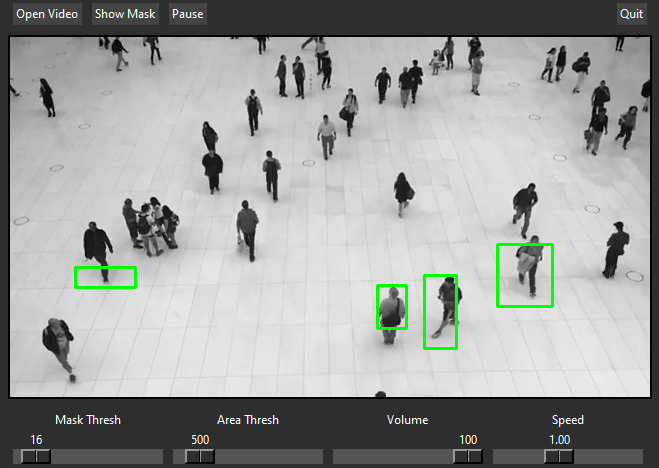 Open Video Show Mask Pause Quit
Mask Thresh Area Thresh Volume Speed
16 500 100 1.00